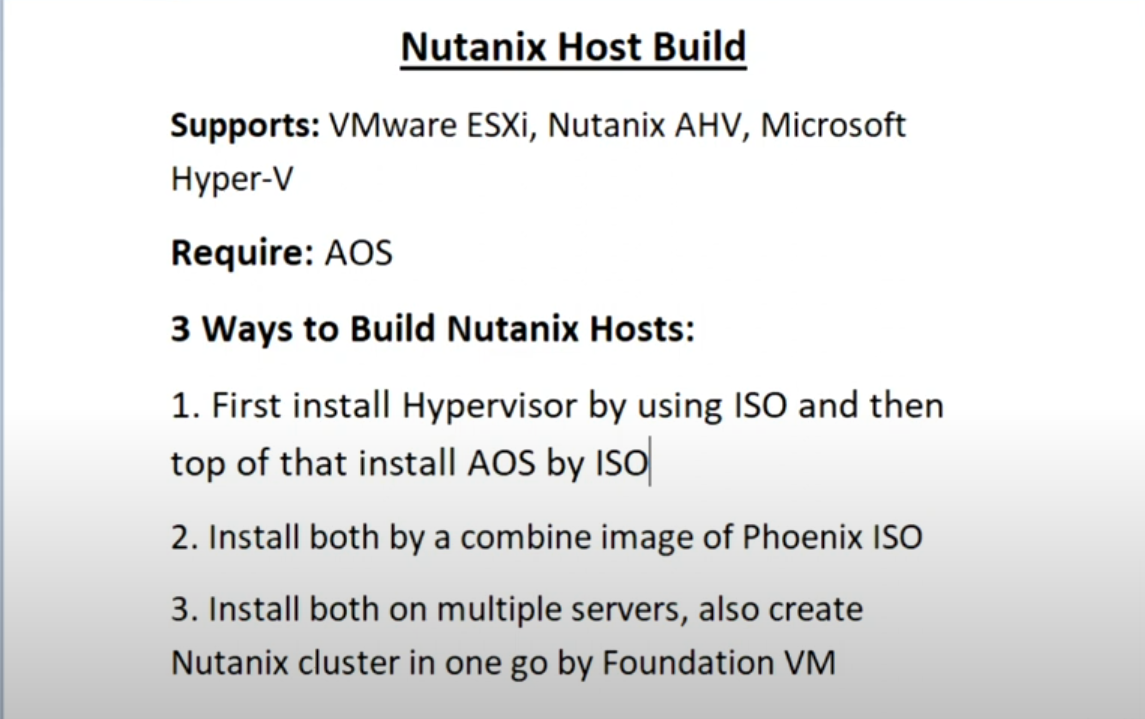 Nutanix Host Build
Supports: VMware ESXi, Nutanix AHV, Microsoft
Hyper-V
Require: AOS
3 Ways to Build Nutanix Hosts:
1. First install Hypervisor by using ISO and then
top of that install AOS by ISO
2. Install both by a combine image of Phoenix ISO
3. Install both on multiple servers, also create
Nutanix cluster in one go by Foundation VM